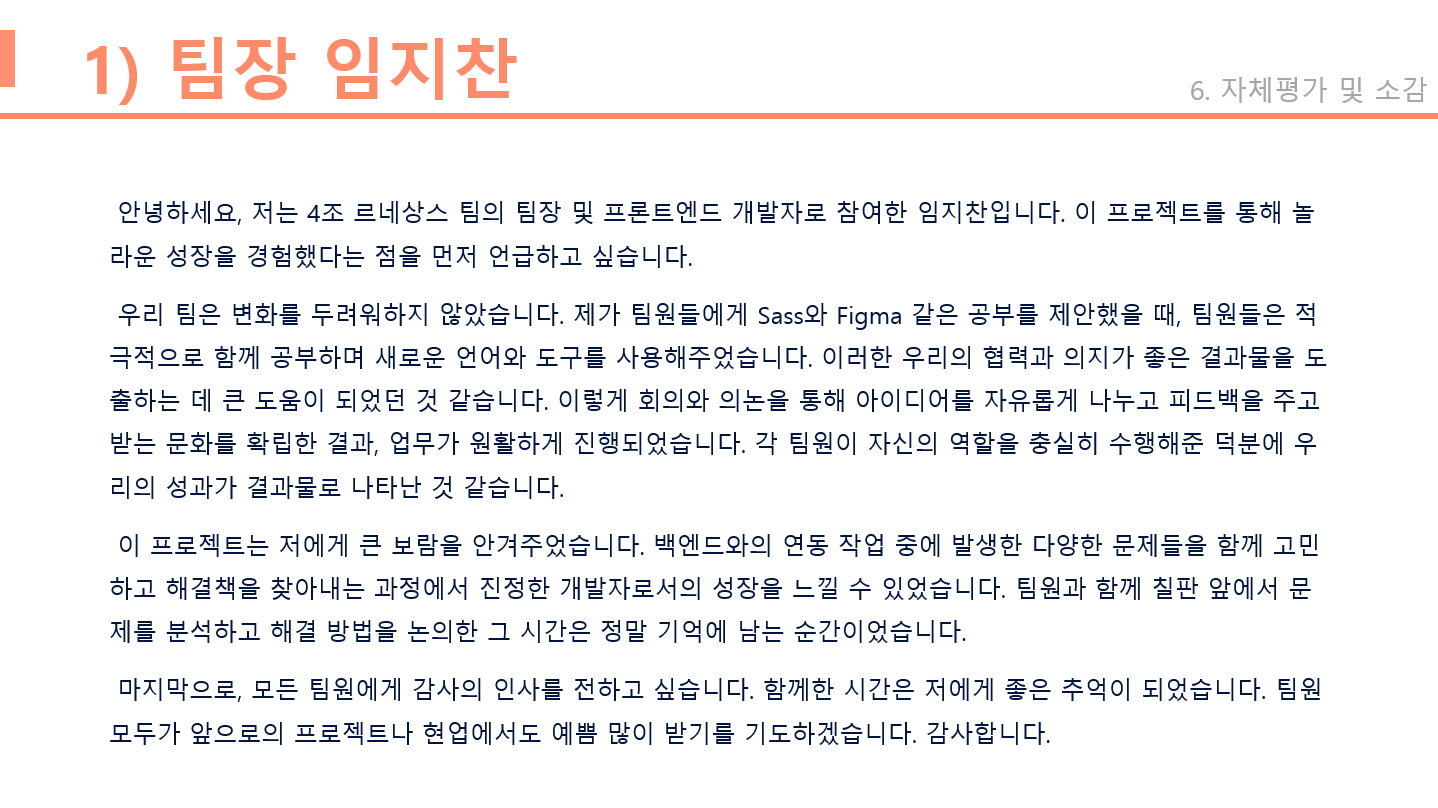 1) 팀장 임지찬
6. 자체평가 및 소감
안녕하세요, 저는 4조 르네상스 팀의 팀장 및 프론트엔드 개발자로 참여한 임지찬입니다. 이 프로젝트를 통해 놀
라운 성장을 경험했다는 점을 먼저 언급하고 싶습니다.
우리 팀은 변화를 두려워하지 않았습니다. 제가 팀원들에게 Sass와 Figma 같은 공부를 제안했을 때, 팀원들은 적
극적으로 함께 공부하며 새로운 언어와 도구를 사용해주었습니다. 이러한 우리의 협력과 의지가 좋은 결과물을 도
출하는 데 큰 도움이 되었던 것 같습니다. 이렇게 회의와 의논을 통해 아이디어를 자유롭게 나누고 피드백을 주고
받는 문화를 확립한 결과, 업무가 원활하게 진행되었습니다. 각 팀원이 자신의 역할을 충실히 수행해준 덕분에 우
리의 성과가 결과물로 나타난 것 같습니다.
이 프로젝트는 저에게 큰 보람을 안겨주었습니다. 백엔드와의 연동 작업 중에 발생한 다양한 문제들을 함께 고민
하고 해결책을 찾아내는 과정에서 진정한 개발자로서의 성장을 느낄 수 있었습니다. 팀원과 함께 칠판 앞에서 문
제를 분석하고 해결 방법을 논의한 그 시간은 정말 기억에 남는 순간이었습니다.
마지막으로, 모든 팀원에게 감사의 인사를 전하고 싶습니다. 함께한 시간은 저에게 좋은 추억이 되었습니다. 팀원
모두가 앞으로의 프로젝트나 현업에서도 예쁨 많이 받기를 기도하겠습니다. 감사합니다.